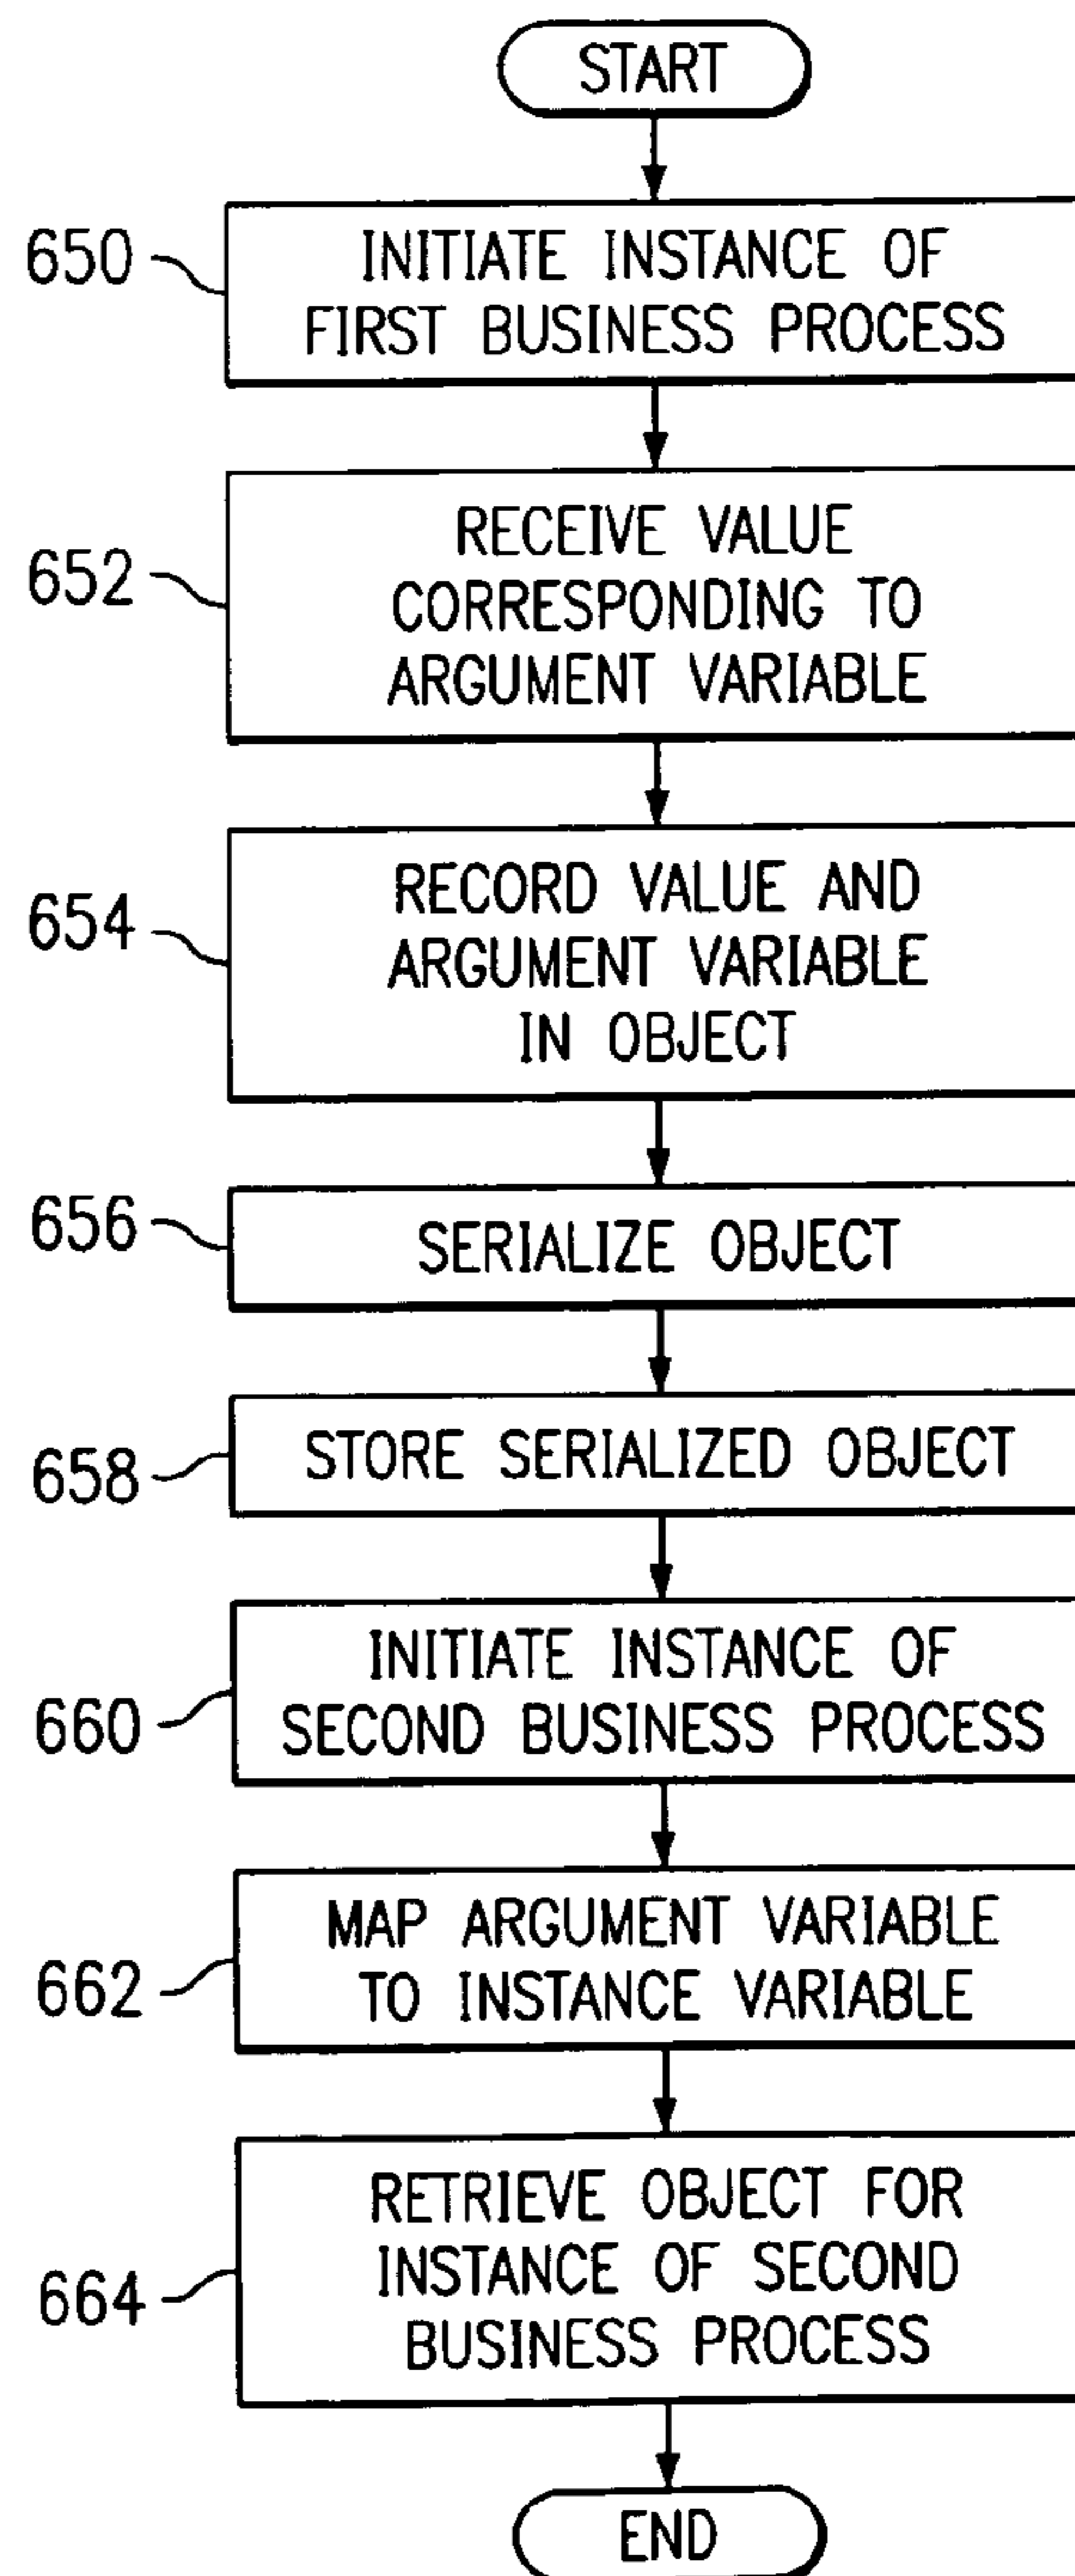 START
650
INITIATE INSTANCE OF
FIRST BUSINESS PROCESS
652
RECEIVE VALUE
CORRESPONDING TO
ARGUMENT VARIABLE
654
RECORD VALUE AND
ARGUMENT VARIABLE
IN OBJECT
656
SERIALIZE OBJECT
658
STORE SERIALIZED OBJECT
660
INITIATE INSTANCE OF
SECOND BUSINESS PROCESS
662
MAP ARGUMENT VARIABLE
TO INSTANCE VARIABLE
664
RETRIEVE OBJECT FOR
INSTANCE OF SECOND
BUSINESS PROCESS
END